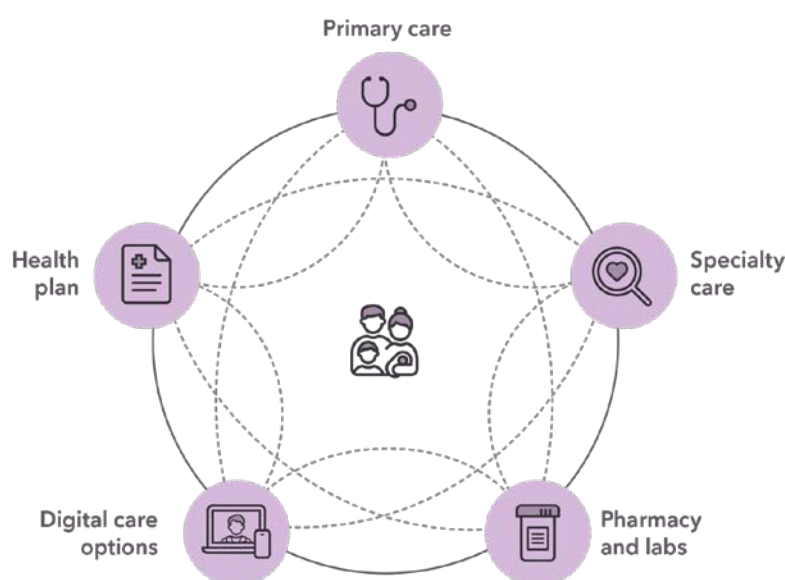 Primary care
Health
plan
Specialty
care
Digital care
options
Pharmacy
and labs